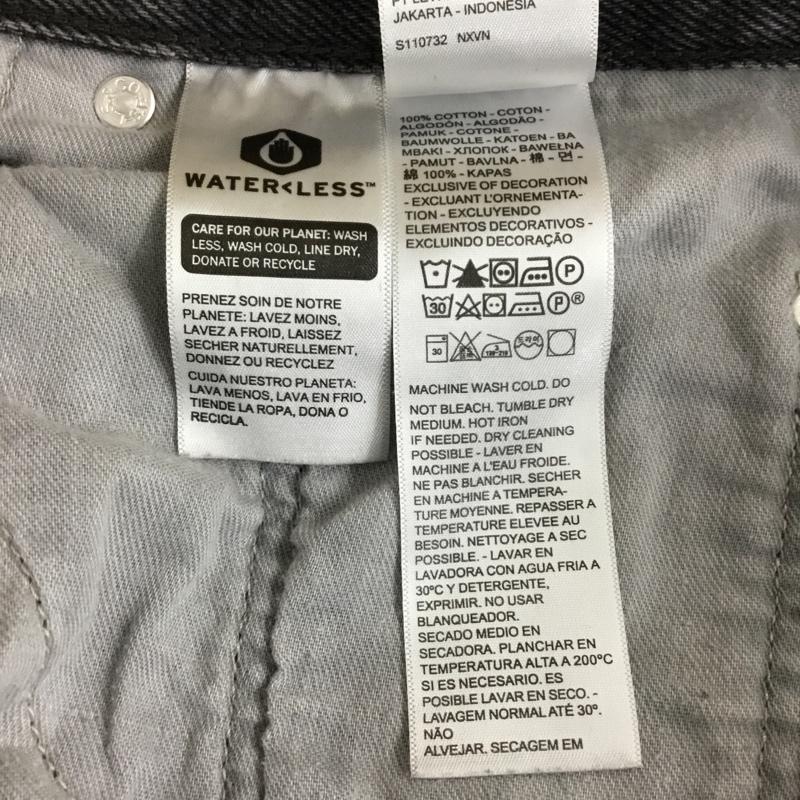 JAKARTA - INDONESIA
S110732 NXVN
WATER<LESS™
CARE FOR OUR PLANET: WASH
LESS, WASH COLD, LINE DRY,
DONATE OR RECYCLE
PRENEZ SOIN DE NOTRE
PLANETE: LAVEZ MOINS,
LAVEZ A FROID, LAISSEZ
SECHER NATURELLEMENT,
DONNEZ OU RECYCLEZ
CUIDA NUESTRO PLANETA:
LAVA MENOS, LAVA EN FRIO,
TIENDE LA ROPA, DONA O
RECICLA.
100% COTTON - COTON -
ALGODÓN - ALGODÃO -
PAMUK - COTONE -
BAUMWOLLE - KATOEN - BA
MBAKI - ХЛОПОК - BAWEŁNA
- PAMUT - BAVLNA - 棉 - 면 -
綿 100% - KAPAS
EXCLUSIVE OF DECORATION
- EXCLUANT L'ORNEMENTA-
TION - EXCLUYENDO
ELEMENTOS DECORATIVOS -
EXCLUINDO DECORAÇÃO
P
30 P®
30 드라이
MACHINE WASH COLD. DO
NOT BLEACH. TUMBLE DRY
MEDIUM. HOT IRON
IF NEEDED. DRY CLEANING
POSSIBLE - LAVER EN
MACHINE A L'EAU FROIDE.
NE PAS BLANCHIR. SECHER
EN MACHINE A TEMPERA-
TURE MOYENNE. REPASSER A
TEMPERATURE ELEVEE AU
BESOIN. NETTOYAGE A SEC
POSSIBLE. - LAVAR EN
LAVADORA CON AGUA FRIA A
30ºC Y DETERGENTE,
EXPRIMIR. NO USAR
BLANQUEADOR.
SECADO MEDIO EN
SECADORA. PLANCHAR EN
TEMPERATURA ALTA A 200ºC
SI ES NECESARIO. ES
POSIBLE LAVAR EN SECO. -
LAVAGEM NORMAL ATÉ 30º.
NÃO
ALVEJAR. SECAGEM EM